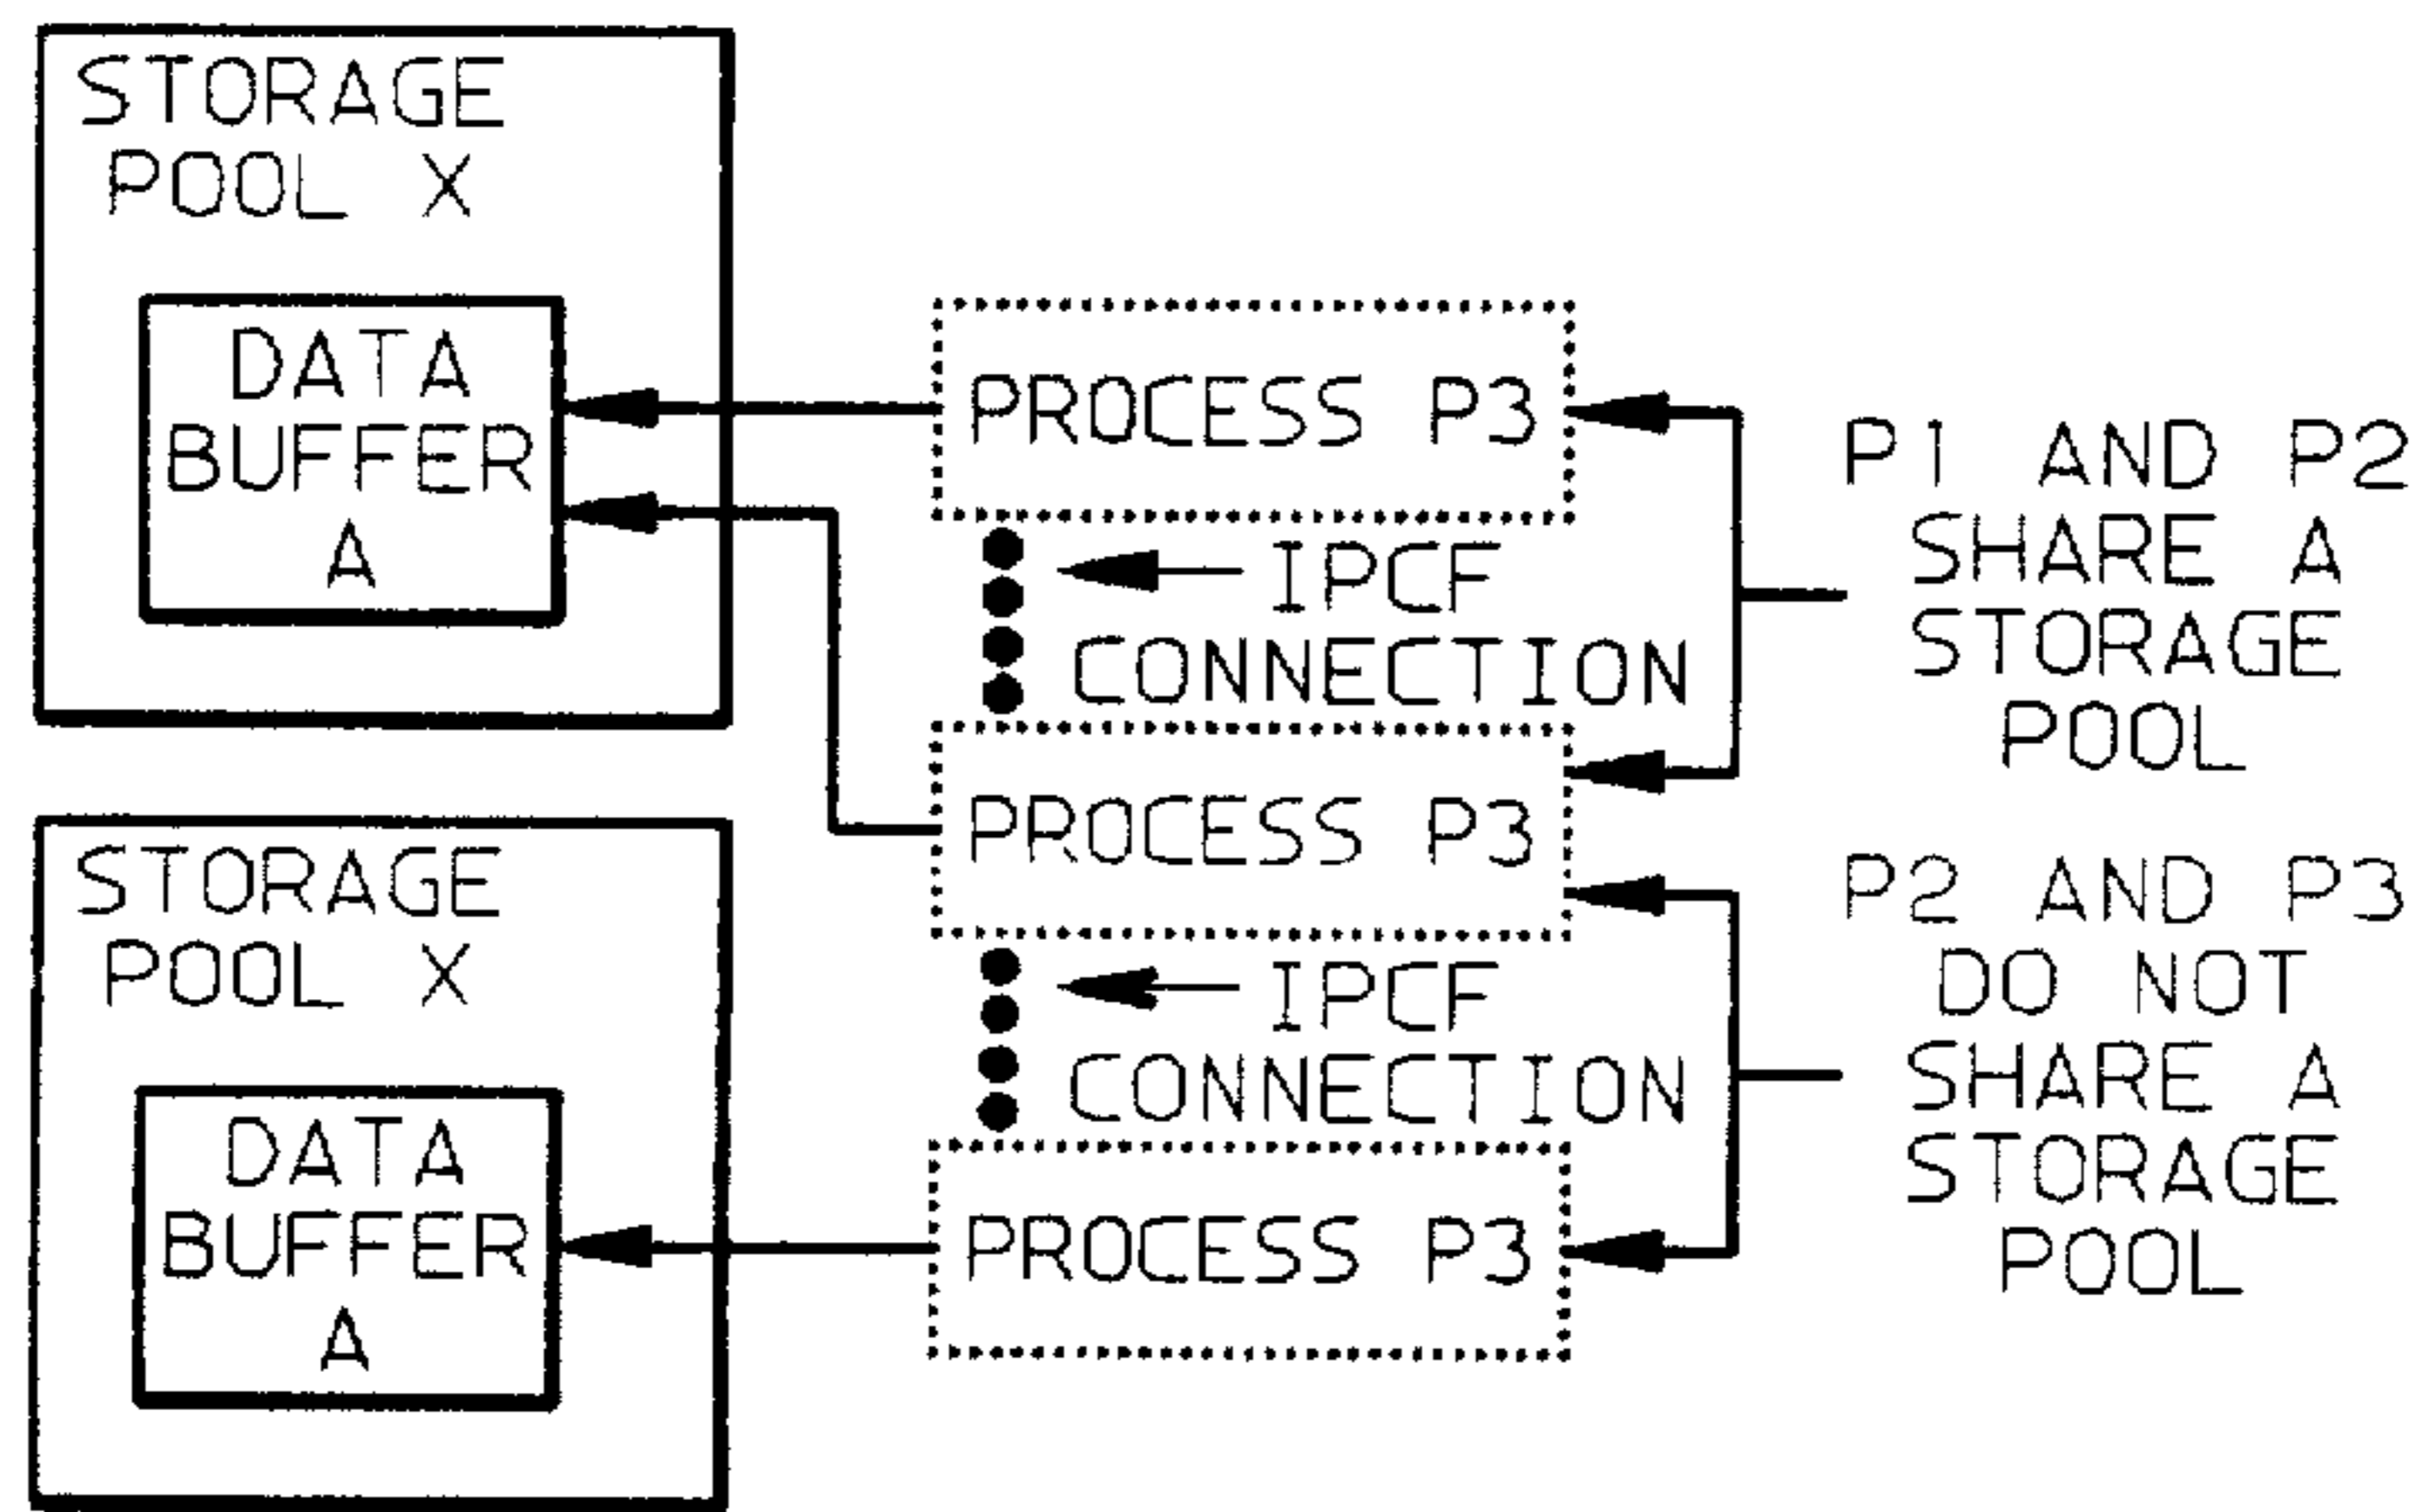 STORAGE
POOL X
DATA
BUFFER
A
PROCESS P3
IPCF
CONNECTION
PROCESS P3
P1 AND P2
SHARE A
STORAGE
POOL
STORAGE
POOL X
DATA
BUFFER
A
IPCF
CONNECTION
PROCESS P3
P2 AND P3
DO NOT
SHARE A
STORAGE
POOL